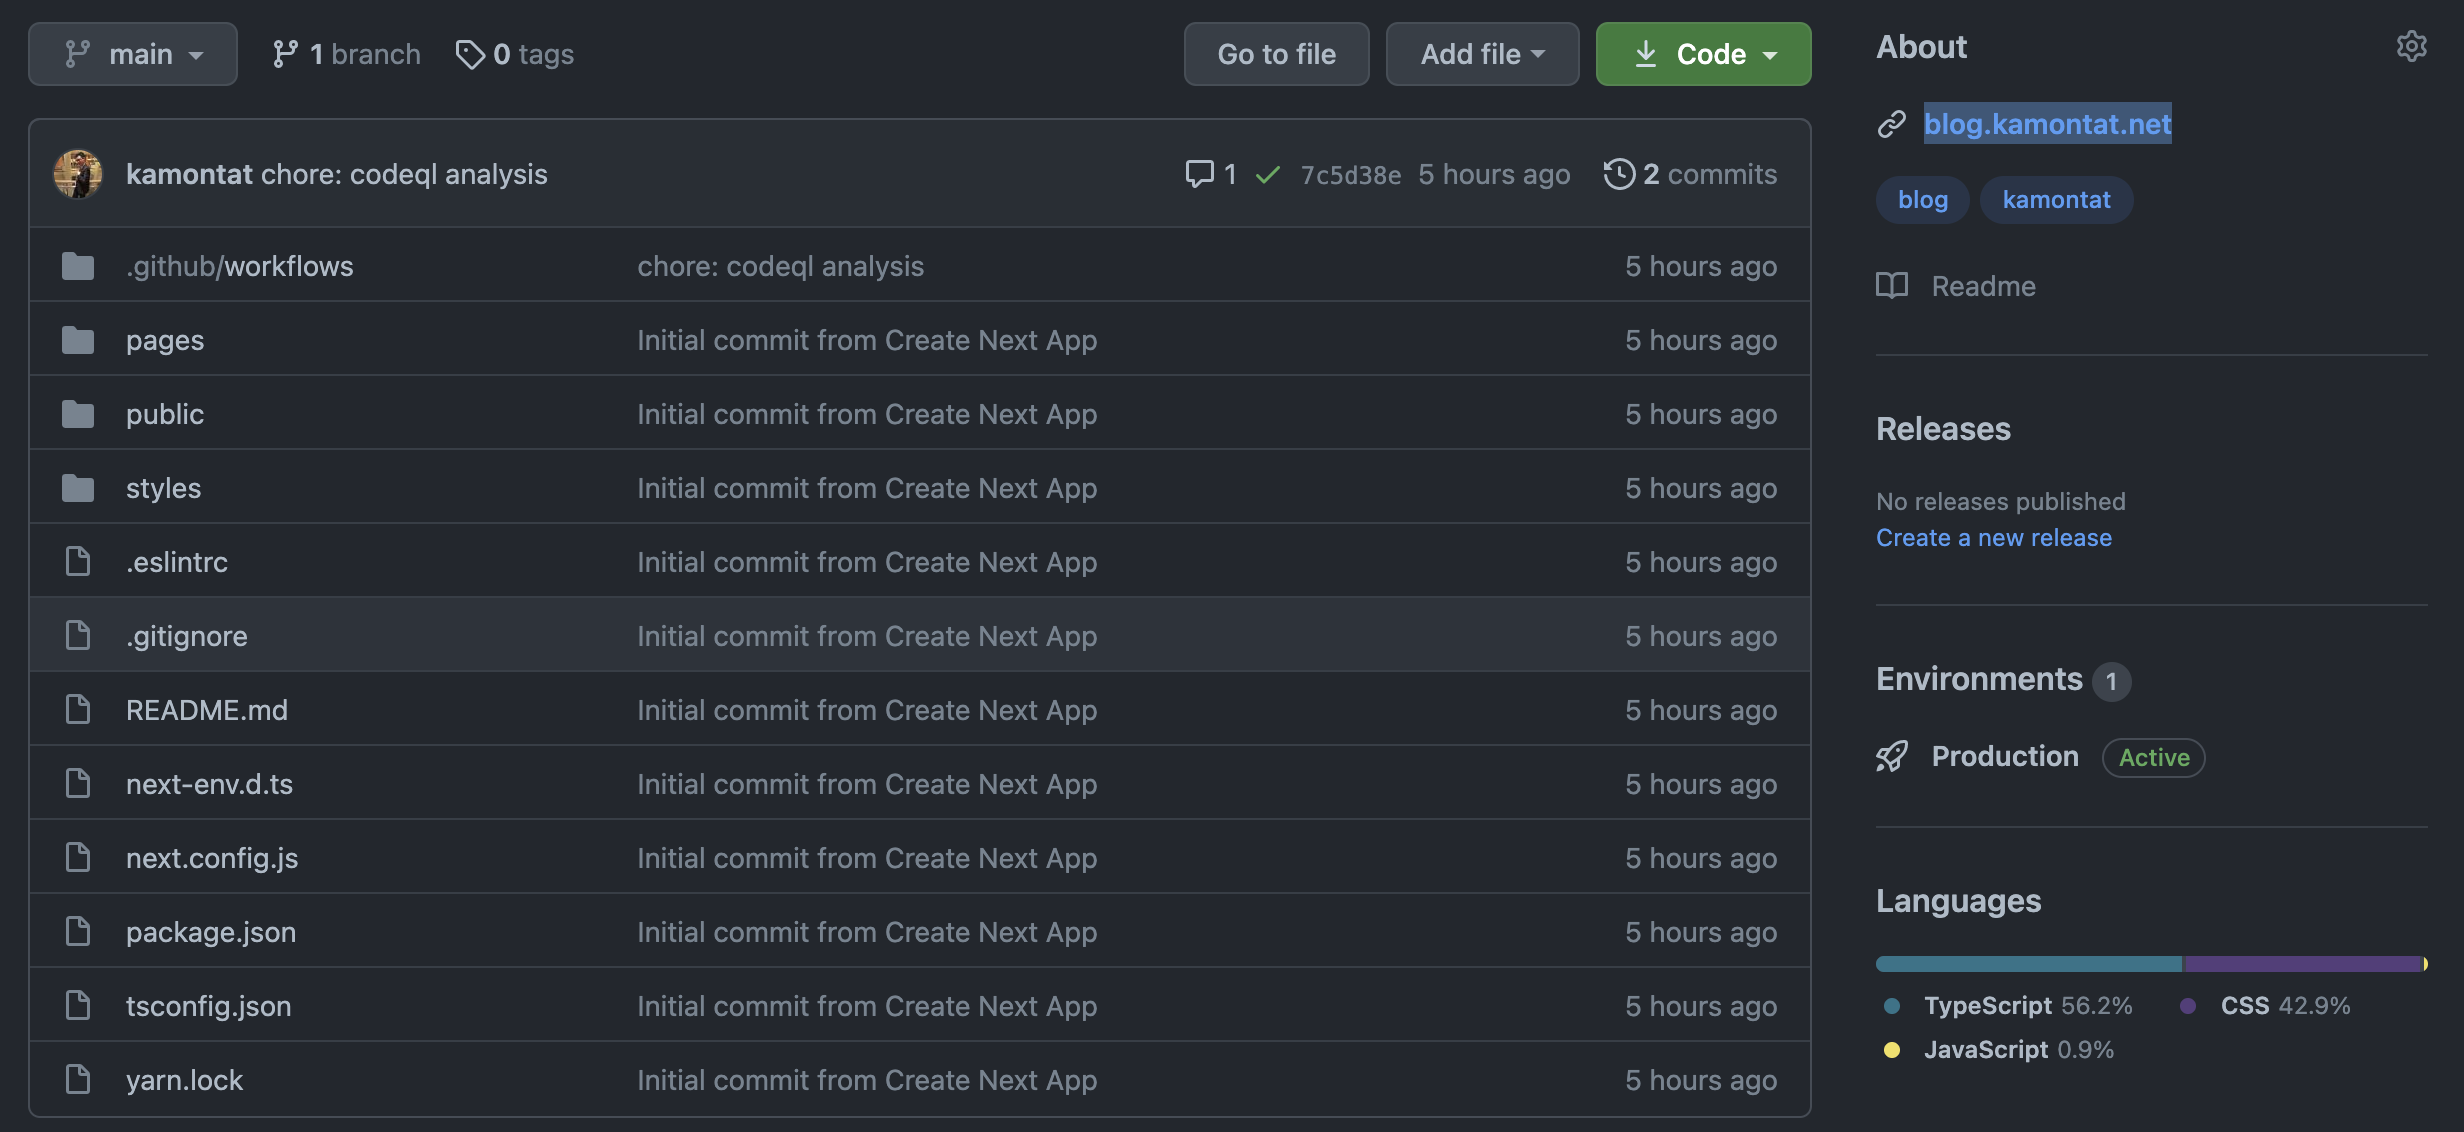 main 1 branch 0 tags Go to file Add file Code
kamontat chore: codeql analysis 1 7c5d38e 5 hours ago 2 commits
.github/workflows chore: codeql analysis 5 hours ago
pages Initial commit from Create Next App 5 hours ago
public Initial commit from Create Next App 5 hours ago
styles Initial commit from Create Next App 5 hours ago
.eslintrc Initial commit from Create Next App 5 hours ago
.gitignore Initial commit from Create Next App 5 hours ago
README.md Initial commit from Create Next App 5 hours ago
next-env.d.ts Initial commit from Create Next App 5 hours ago
next.config.js Initial commit from Create Next App 5 hours ago
package.json Initial commit from Create Next App 5 hours ago
tsconfig.json Initial commit from Create Next App 5 hours ago
yarn.lock Initial commit from Create Next App 5 hours ago
About
blog.kamontat.net
blog kamontat
Readme
Releases
No releases published
Create a new release
Environments 1
Production Active
Languages
TypeScript 56.2% CSS 42.9%
JavaScript 0.9%